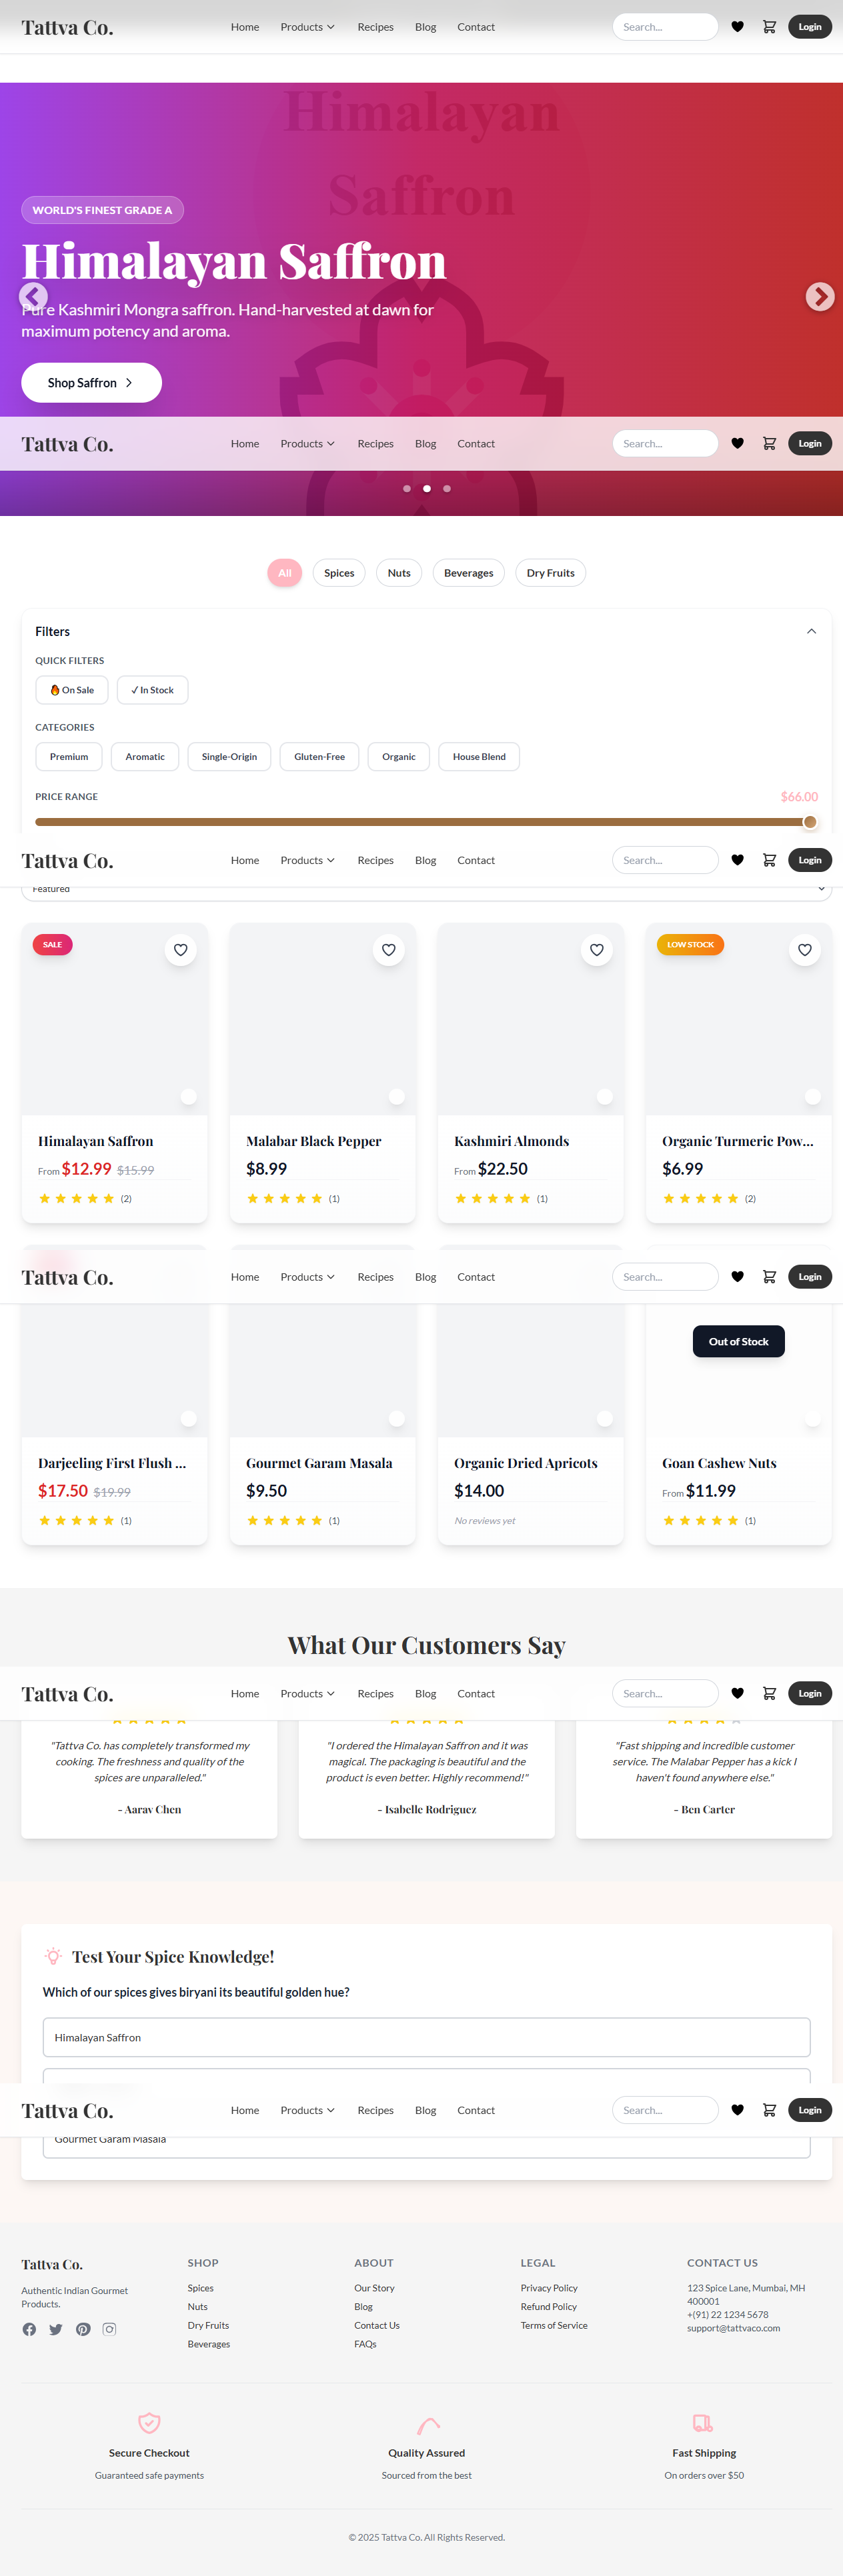 Tattva Co.
Home Products Recipes Blog Contact
Search...
Login
Himalayan
Saffron
WORLD'S FINEST GRADE A
Himalayan Saffron
Pure Kashmiri Mongra saffron. Hand-harvested at dawn for
maximum potency and aroma.
Shop Saffron
Tattva Co.
Home Products Recipes Blog Contact
Search...
Login
All Spices Nuts Beverages Dry Fruits
Filters
QUICK FILTERS
🔥 On Sale ✓ In Stock
CATEGORIES
Premium Aromatic Single-Origin Gluten-Free Organic House Blend
PRICE RANGE $66.00
Tattva Co.
Home Products Recipes Blog Contact
Search...
Login
Featured
SALE
LOW STOCK
Himalayan Saffron
From $12.99 $15.99
(2)
Malabar Black Pepper
$8.99
(1)
Kashmiri Almonds
From $22.50
(1)
Organic Turmeric Pow...
$6.99
(2)
Tattva Co.
Home Products Recipes Blog Contact
Search...
Login
Out of Stock
Darjeeling First Flush ...
$17.50 $19.99
(1)
Gourmet Garam Masala
$9.50
(1)
Organic Dried Apricots
$14.00
No reviews yet
Goan Cashew Nuts
From $11.99
(1)
What Our Customers Say
Tattva Co.
Home Products Recipes Blog Contact
Search...
Login
"Tattva Co. has completely transformed my
cooking. The freshness and quality of the
spices are unparalleled."
- Aarav Chen
"I ordered the Himalayan Saffron and it was
magical. The packaging is beautiful and the
product is even better. Highly recommend!"
- Isabelle Rodriguez
"Fast shipping and incredible customer
service. The Malabar Pepper has a kick I
haven't found anywhere else."
- Ben Carter
Test Your Spice Knowledge!
Which of our spices gives biryani its beautiful golden hue?
Himalayan Saffron
Tattva Co.
Home Products Recipes Blog Contact
Search...
Login
Gourmet Garam Masala
Tattva Co.
Authentic Indian Gourmet
Products.
SHOP
Spices
Nuts
Dry Fruits
Beverages
ABOUT
Our Story
Blog
Contact Us
FAQs
LEGAL
Privacy Policy
Refund Policy
Terms of Service
CONTACT US
123 Spice Lane, Mumbai, MH
400001
+(91) 22 1234 5678
support@tattvaco.com
Secure Checkout
Guaranteed safe payments
Quality Assured
Sourced from the best
Fast Shipping
On orders over $50
© 2025 Tattva Co. All Rights Reserved.